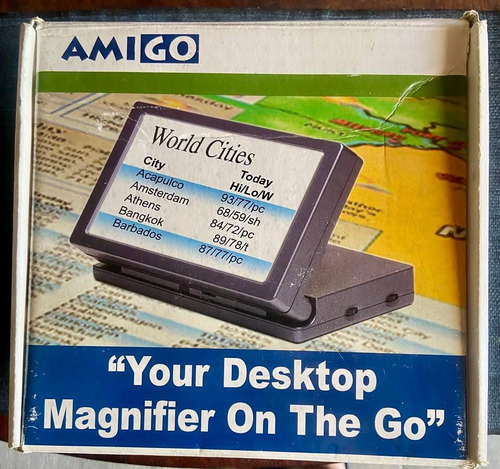 AMIGO
World Cities
City Today
Hi/Lo/W
Acapulco 93/77/pc
Amsterdam 68/59/sh
Athens 84/72/pc
Bangkok 89/78/t
Barbados 87/77/pc
“Your Desktop
Magnifier On The Go”